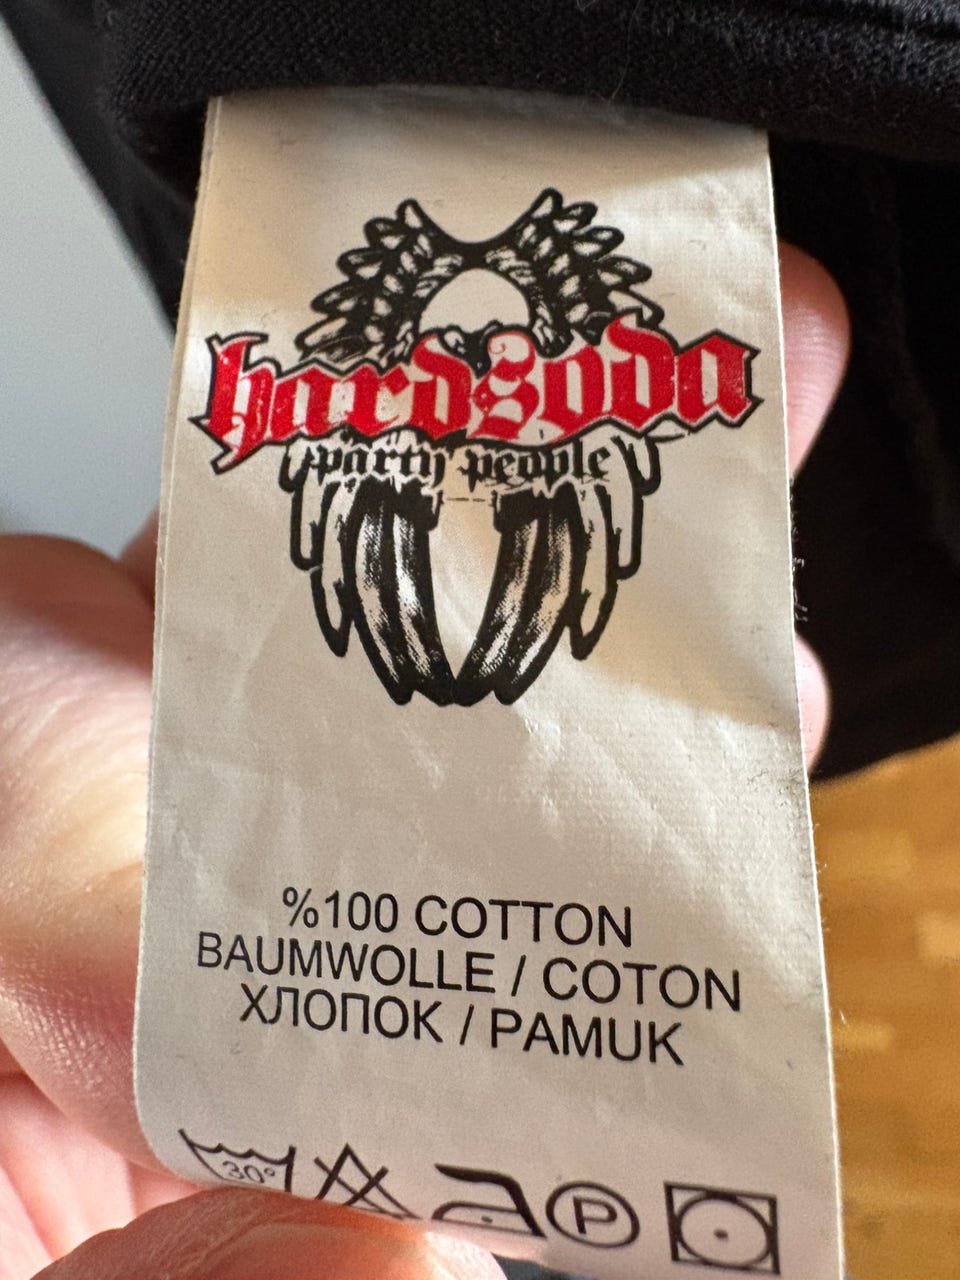 hardsoda
party people
%100 COTTON
BAUMWOLLE / COTON
ХЛОПОК / PAMUK
30°
P